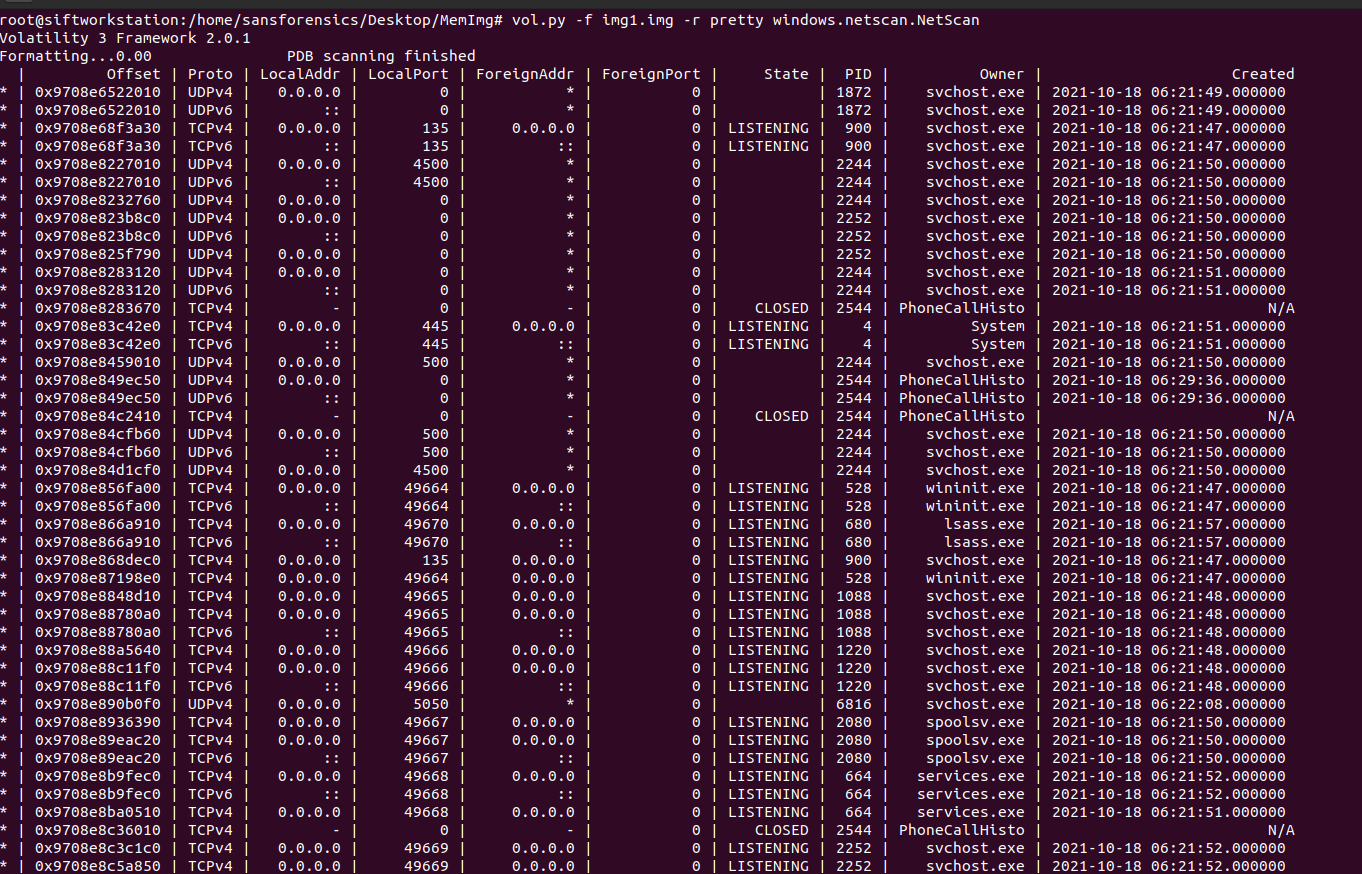 root@siftworkstation:/home/sansforensics/Desktop/MemImg# vol.py -f img1.img -r pretty windows.netscan.NetScan
Volatility 3 Framework 2.0.1
Formatting...0.00 PDB scanning finished
| Offset | Proto | LocalAddr | LocalPort | ForeignAddr | ForeignPort | State | PID | Owner | Created
* | 0x9708e6522010 | UDPv4 | 0.0.0.0 | 0 | * | 0 | | 1872 | svchost.exe | 2021-10-18 06:21:49.000000
* | 0x9708e6522010 | UDPv6 | :: | 0 | * | 0 | | 1872 | svchost.exe | 2021-10-18 06:21:49.000000
* | 0x9708e68f3a30 | TCPv4 | 0.0.0.0 | 135 | 0.0.0.0 | 0 | LISTENING | 900 | svchost.exe | 2021-10-18 06:21:47.000000
* | 0x9708e68f3a30 | TCPv6 | :: | 135 | :: | 0 | LISTENING | 900 | svchost.exe | 2021-10-18 06:21:47.000000
* | 0x9708e8227010 | UDPv4 | 0.0.0.0 | 4500 | * | 0 | | 2244 | svchost.exe | 2021-10-18 06:21:50.000000
* | 0x9708e8227010 | UDPv6 | :: | 4500 | * | 0 | | 2244 | svchost.exe | 2021-10-18 06:21:50.000000
* | 0x9708e8232760 | UDPv4 | 0.0.0.0 | 0 | * | 0 | | 2244 | svchost.exe | 2021-10-18 06:21:50.000000
* | 0x9708e823b8c0 | UDPv4 | 0.0.0.0 | 0 | * | 0 | | 2252 | svchost.exe | 2021-10-18 06:21:50.000000
* | 0x9708e823b8c0 | UDPv6 | :: | 0 | * | 0 | | 2252 | svchost.exe | 2021-10-18 06:21:50.000000
* | 0x9708e825f790 | UDPv4 | 0.0.0.0 | 0 | * | 0 | | 2252 | svchost.exe | 2021-10-18 06:21:50.000000
* | 0x9708e8283120 | UDPv4 | 0.0.0.0 | 0 | * | 0 | | 2244 | svchost.exe | 2021-10-18 06:21:51.000000
* | 0x9708e8283120 | UDPv6 | :: | 0 | * | 0 | | 2244 | svchost.exe | 2021-10-18 06:21:51.000000
* | 0x9708e8283670 | TCPv4 | - | 0 | - | 0 | CLOSED | 2544 | PhoneCallHisto | N/A
* | 0x9708e83c42e0 | TCPv4 | 0.0.0.0 | 445 | 0.0.0.0 | 0 | LISTENING | 4 | System | 2021-10-18 06:21:51.000000
* | 0x9708e83c42e0 | TCPv6 | :: | 445 | :: | 0 | LISTENING | 4 | System | 2021-10-18 06:21:51.000000
* | 0x9708e8459010 | UDPv4 | 0.0.0.0 | 500 | * | 0 | | 2244 | svchost.exe | 2021-10-18 06:21:50.000000
* | 0x9708e849ec50 | UDPv4 | 0.0.0.0 | 0 | * | 0 | | 2544 | PhoneCallHisto | 2021-10-18 06:29:36.000000
* | 0x9708e849ec50 | UDPv6 | :: | 0 | * | 0 | | 2544 | PhoneCallHisto | 2021-10-18 06:29:36.000000
* | 0x9708e84c2410 | TCPv4 | - | 0 | - | 0 | CLOSED | 2544 | PhoneCallHisto | N/A
* | 0x9708e84cfb60 | UDPv4 | 0.0.0.0 | 500 | * | 0 | | 2244 | svchost.exe | 2021-10-18 06:21:50.000000
* | 0x9708e84cfb60 | UDPv6 | :: | 500 | * | 0 | | 2244 | svchost.exe | 2021-10-18 06:21:50.000000
* | 0x9708e84d1cf0 | UDPv4 | 0.0.0.0 | 4500 | * | 0 | | 2244 | svchost.exe | 2021-10-18 06:21:50.000000
* | 0x9708e856fa00 | TCPv4 | 0.0.0.0 | 49664 | 0.0.0.0 | 0 | LISTENING | 528 | wininit.exe | 2021-10-18 06:21:47.000000
* | 0x9708e856fa00 | TCPv6 | :: | 49664 | :: | 0 | LISTENING | 528 | wininit.exe | 2021-10-18 06:21:47.000000
* | 0x9708e866a910 | TCPv4 | 0.0.0.0 | 49670 | 0.0.0.0 | 0 | LISTENING | 680 | lsass.exe | 2021-10-18 06:21:57.000000
* | 0x9708e866a910 | TCPv6 | :: | 49670 | :: | 0 | LISTENING | 680 | lsass.exe | 2021-10-18 06:21:57.000000
* | 0x9708e868dec0 | TCPv4 | 0.0.0.0 | 135 | 0.0.0.0 | 0 | LISTENING | 900 | svchost.exe | 2021-10-18 06:21:47.000000
* | 0x9708e87198e0 | TCPv4 | 0.0.0.0 | 49664 | 0.0.0.0 | 0 | LISTENING | 528 | wininit.exe | 2021-10-18 06:21:47.000000
* | 0x9708e8848d10 | TCPv4 | 0.0.0.0 | 49665 | 0.0.0.0 | 0 | LISTENING | 1088 | svchost.exe | 2021-10-18 06:21:48.000000
* | 0x9708e88780a0 | TCPv4 | 0.0.0.0 | 49665 | 0.0.0.0 | 0 | LISTENING | 1088 | svchost.exe | 2021-10-18 06:21:48.000000
* | 0x9708e88780a0 | TCPv6 | :: | 49665 | :: | 0 | LISTENING | 1088 | svchost.exe | 2021-10-18 06:21:48.000000
* | 0x9708e88a5640 | TCPv4 | 0.0.0.0 | 49666 | 0.0.0.0 | 0 | LISTENING | 1220 | svchost.exe | 2021-10-18 06:21:48.000000
* | 0x9708e88c11f0 | TCPv4 | 0.0.0.0 | 49666 | 0.0.0.0 | 0 | LISTENING | 1220 | svchost.exe | 2021-10-18 06:21:48.000000
* | 0x9708e88c11f0 | TCPv6 | :: | 49666 | :: | 0 | LISTENING | 1220 | svchost.exe | 2021-10-18 06:21:48.000000
* | 0x9708e890b0f0 | UDPv4 | 0.0.0.0 | 5050 | * | 0 | | 6816 | svchost.exe | 2021-10-18 06:22:08.000000
* | 0x9708e8936390 | TCPv4 | 0.0.0.0 | 49667 | 0.0.0.0 | 0 | LISTENING | 2080 | spoolsv.exe | 2021-10-18 06:21:50.000000
* | 0x9708e89eac20 | TCPv4 | 0.0.0.0 | 49667 | 0.0.0.0 | 0 | LISTENING | 2080 | spoolsv.exe | 2021-10-18 06:21:50.000000
* | 0x9708e89eac20 | TCPv6 | :: | 49667 | :: | 0 | LISTENING | 2080 | spoolsv.exe | 2021-10-18 06:21:50.000000
* | 0x9708e8b9fec0 | TCPv4 | 0.0.0.0 | 49668 | 0.0.0.0 | 0 | LISTENING | 664 | services.exe | 2021-10-18 06:21:52.000000
* | 0x9708e8b9fec0 | TCPv6 | :: | 49668 | :: | 0 | LISTENING | 664 | services.exe | 2021-10-18 06:21:52.000000
* | 0x9708e8ba0510 | TCPv4 | 0.0.0.0 | 49668 | 0.0.0.0 | 0 | LISTENING | 664 | services.exe | 2021-10-18 06:21:51.000000
* | 0x9708e8c36010 | TCPv4 | - | 0 | - | 0 | CLOSED | 2544 | PhoneCallHisto | N/A
* | 0x9708e8c3c1c0 | TCPv4 | 0.0.0.0 | 49669 | 0.0.0.0 | 0 | LISTENING | 2252 | svchost.exe | 2021-10-18 06:21:52.000000
* | 0x9708e8c5a850 | TCPv4 | 0.0.0.0 | 49669 | 0.0.0.0 | 0 | LISTENING | 2252 | svchost.exe | 2021-10-18 06:21:52.000000